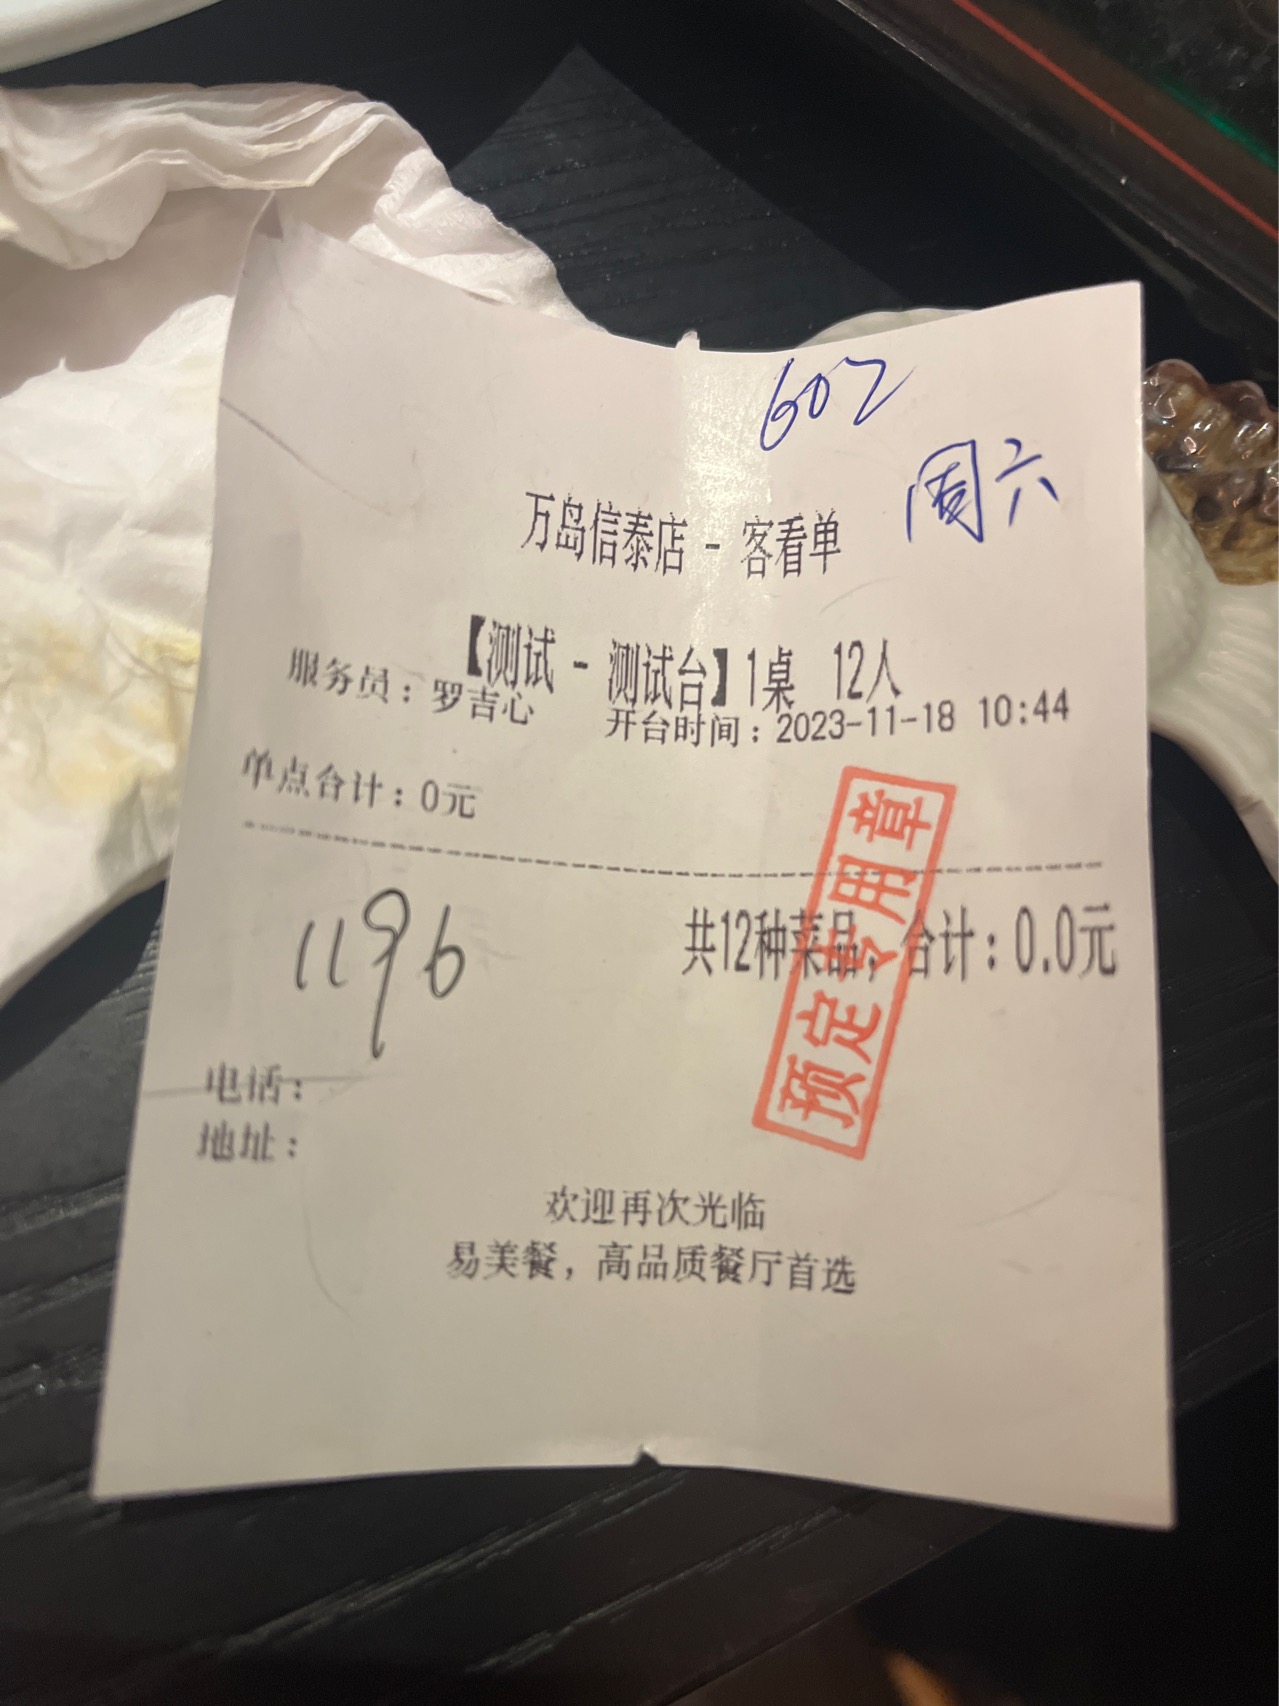 602
周六
万岛信泰店 - 客看单
【测试 - 测试台】1桌 12人
服务员：罗吉心 开台时间：2023-11-18 10:44
单点合计：0元
共12种菜品，合计：0.0元
1196
预定专用章
电话：
地址：
欢迎再次光临
易美餐，高品质餐厅首选